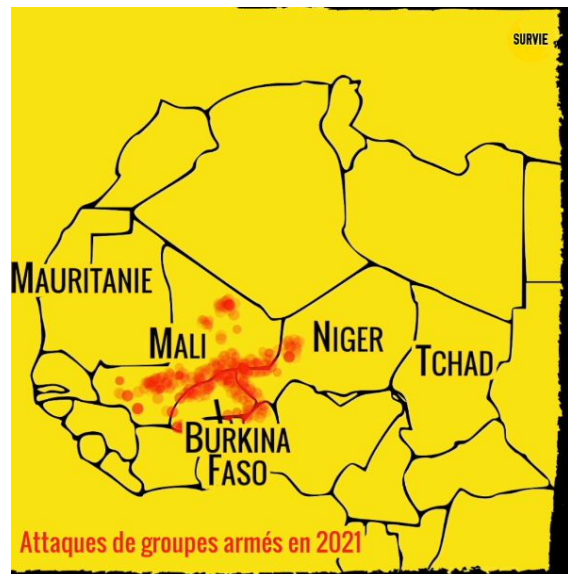 SURVIE
MAURITANIE
MALI
NIGER
TCHAD
BURKINA
FASO
Attaques de groupes armés en 2021